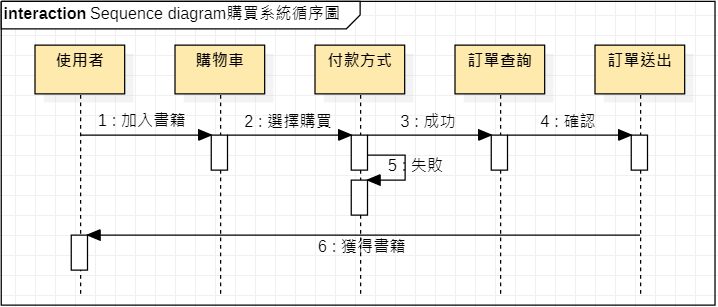 interaction Sequence diagram購買系統循序圖
使用者
購物車
付款方式
訂單查詢
訂單送出
1 : 加入書籍
2 : 選擇購買
3 : 成功
4 : 確認
5 : 失敗
6 : 獲得書籍